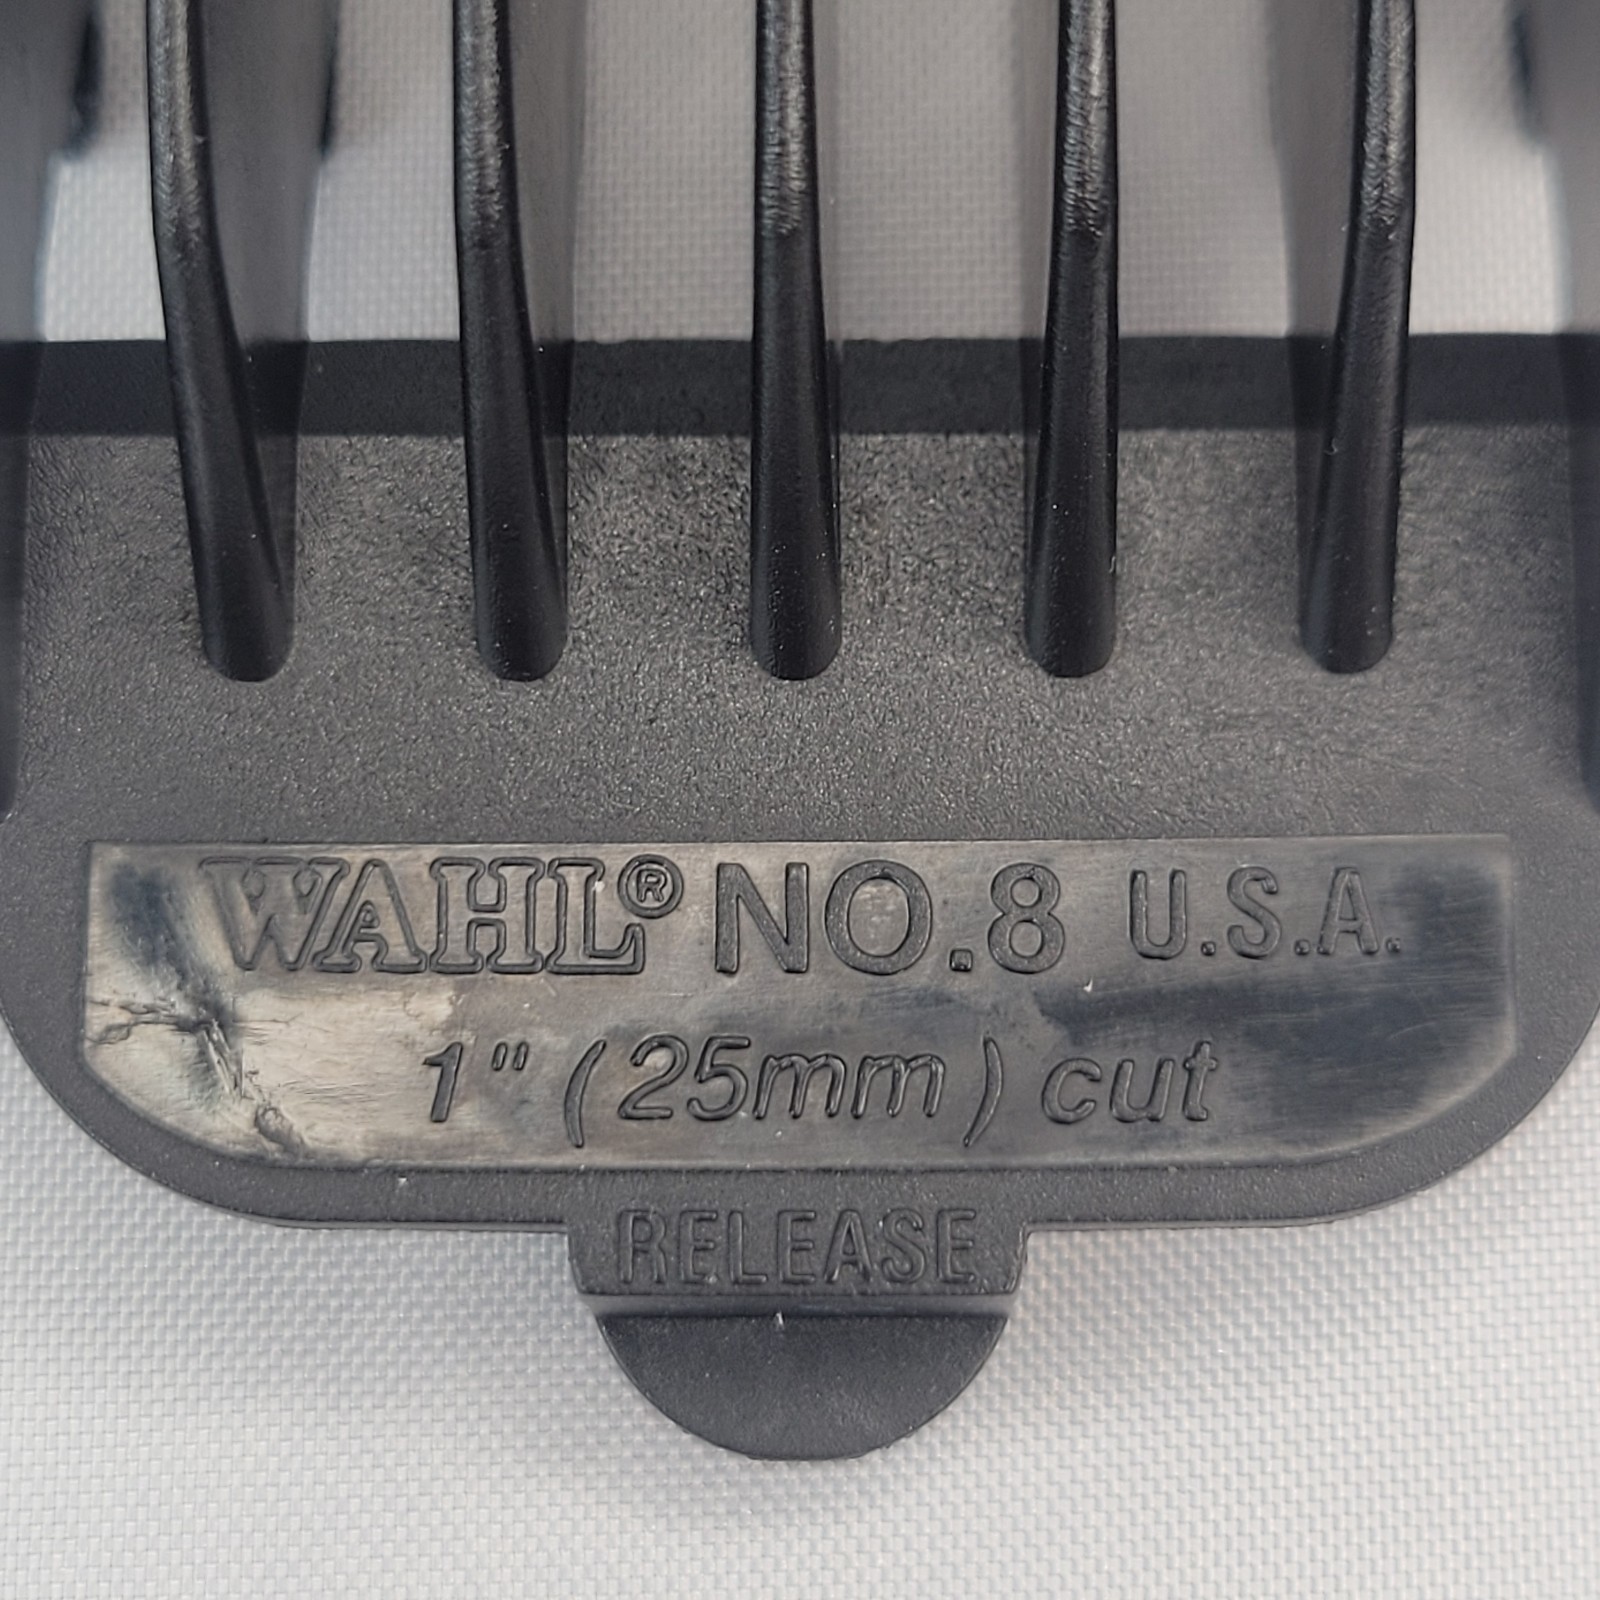 WAHL® NO.8 U.S.A.
1" (25mm) cut
RELEASE